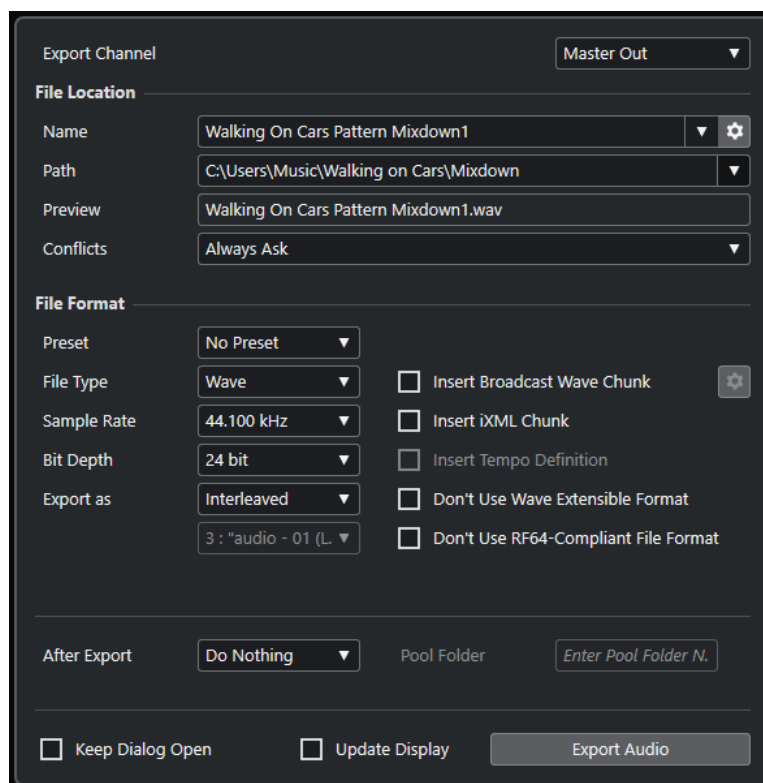 Export Channel Master Out
File Location
Name Walking On Cars Pattern Mixdown1
Path C:\Users\Music\Walking on Cars\Mixdown
Preview Walking On Cars Pattern Mixdown1.wav
Conflicts Always Ask
File Format
Preset No Preset
File Type Wave Insert Broadcast Wave Chunk
Sample Rate 44.100 kHz Insert iXML Chunk
Bit Depth 24 bit Insert Tempo Definition
Export as Interleaved Don't Use Wave Extensible Format
3 : "audio - 01 (L. Don't Use RF64-Compliant File Format
After Export Do Nothing Pool Folder Enter Pool Folder N.
Keep Dialog Open Update Display Export Audio